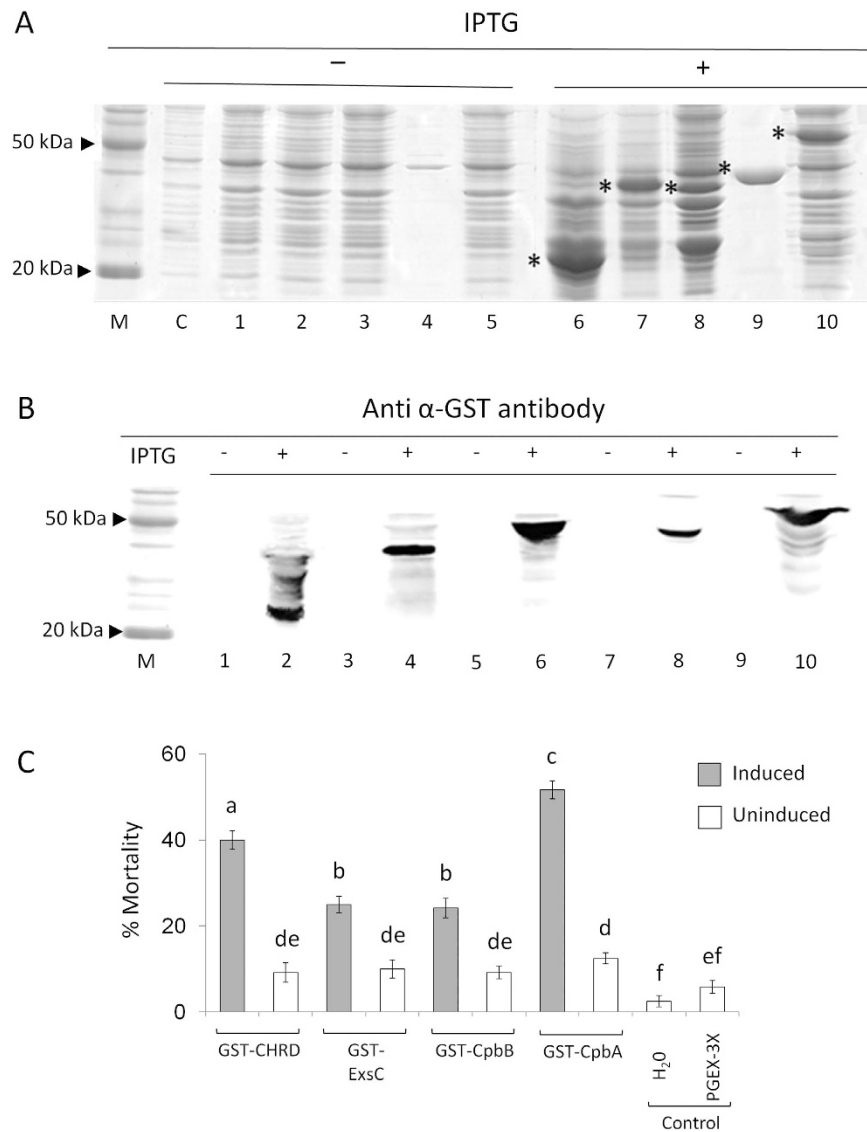 A
IPTG
− +
50 kDa
* * * * *
20 kDa
M C 1 2 3 4 5 6 7 8 9 10
B
Anti α-GST antibody
IPTG - + - + - + - + - +
50 kDa
20 kDa
M 1 2 3 4 5 6 7 8 9 10
C
60
c
Induced
a
Uninduced
40
% Mortality
b b
20
de de de d
f ef
0
GST-CHRD GST-ExsC GST-CpbB GST-CpbA H₂0 PGEX-3X
Control